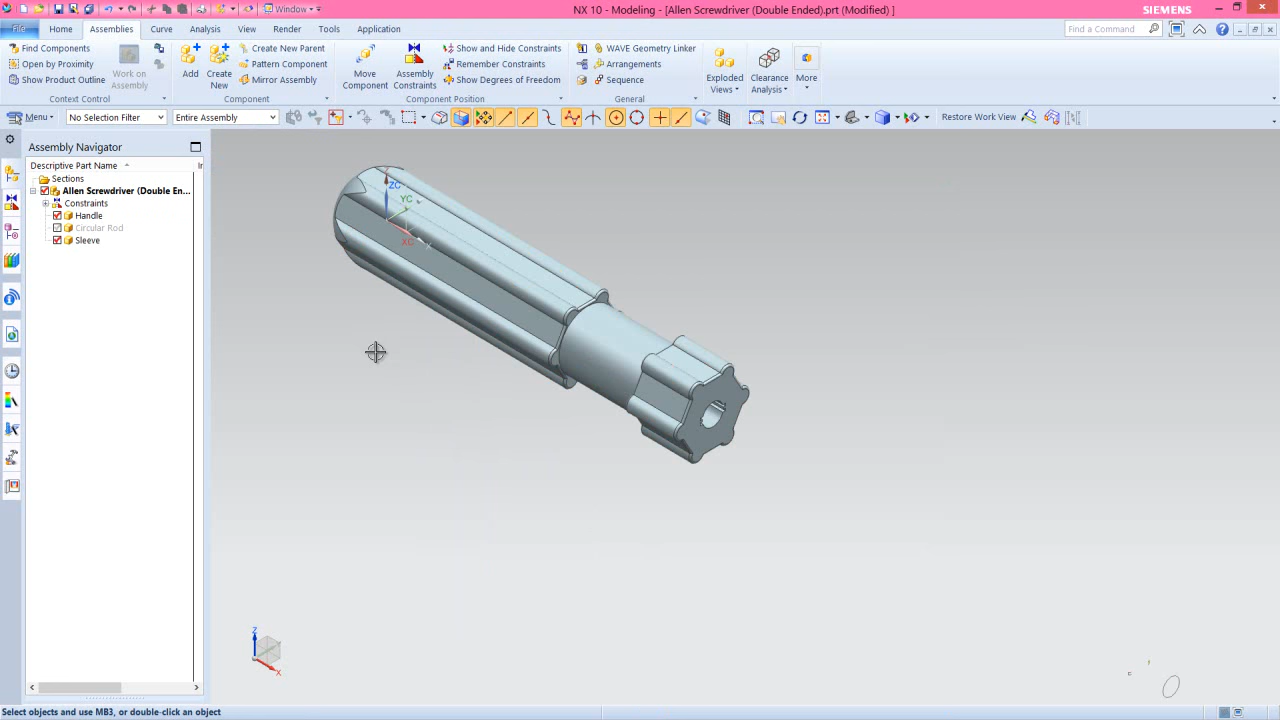 Window
NX 10 - Modeling - [Allen Screwdriver (Double Ended).prt (Modified) ]
SIEMENS
File Home Assemblies Curve Analysis View Render Tools Application
Find a Command
Find Components
Open by Proximity
Show Product Outline
Work on Assembly
Context Control
Add
Create New
Create New Parent
Pattern Component
Mirror Assembly
Component
Move Component
Assembly Constraints
Show and Hide Constraints
Remember Constraints
Show Degrees of Freedom
Component Position
WAVE Geometry Linker
Arrangements
Sequence
General
Exploded Views
Clearance Analysis
More
Menu
No Selection Filter
Entire Assembly
Restore Work View
Assembly Navigator
Descriptive Part Name
Sections
Allen Screwdriver (Double En...
Constraints
Handle
Circular Rod
Sleeve
ZC
YC
XC
X
Z
X
Select objects and use MB3, or double-click an object